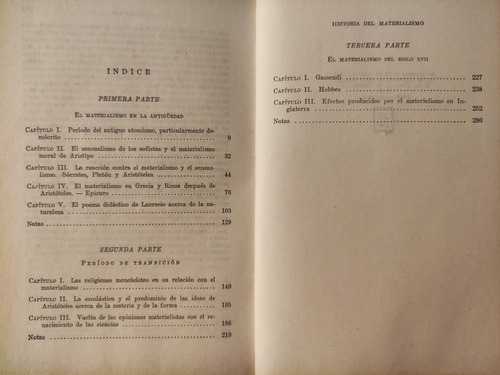 ÍNDICE
PRIMERA PARTE
EL MATERIALISMO EN LA ANTIGÜEDAD
CAPÍTULO I. Período del antiguo atomismo, particularmente de-
mócrito 9
CAPÍTULO II. El sensualismo de los sofistas y el materialismo
moral de Aristipo 32
CAPÍTULO III. La reacción contra el materialismo y el sensua-
lismo. Sócrates, Platón y Aristóteles 44
CAPÍTULO IV. El materialismo en Grecia y Roma después de
Aristóteles. — Epicuro 76
CAPÍTULO V. El poema didáctico de Lucrecio acerca de la na-
turaleza 103
Notas 129
SEGUNDA PARTE
PERÍODO DE TRANSICIÓN
CAPÍTULO I. Las religiones monoteístas en su relación con el
materialismo 149
CAPÍTULO II. La escolástica y el predominio de las ideas de
Aristóteles acerca de la materia y de la forma 165
CAPÍTULO III. Vuelta de las opiniones materialistas con el re-
nacimiento de las ciencias 186
Notas 210
HISTORIA DEL MATERIALISMO
TERCERA PARTE
EL MATERIALISMO DEL SIGLO XVII
CAPÍTULO I. Gassendi 227
CAPÍTULO II. Hobbes 238
CAPÍTULO III. Efectos producidos por el materialismo en In-
glaterra 252
Notas 280